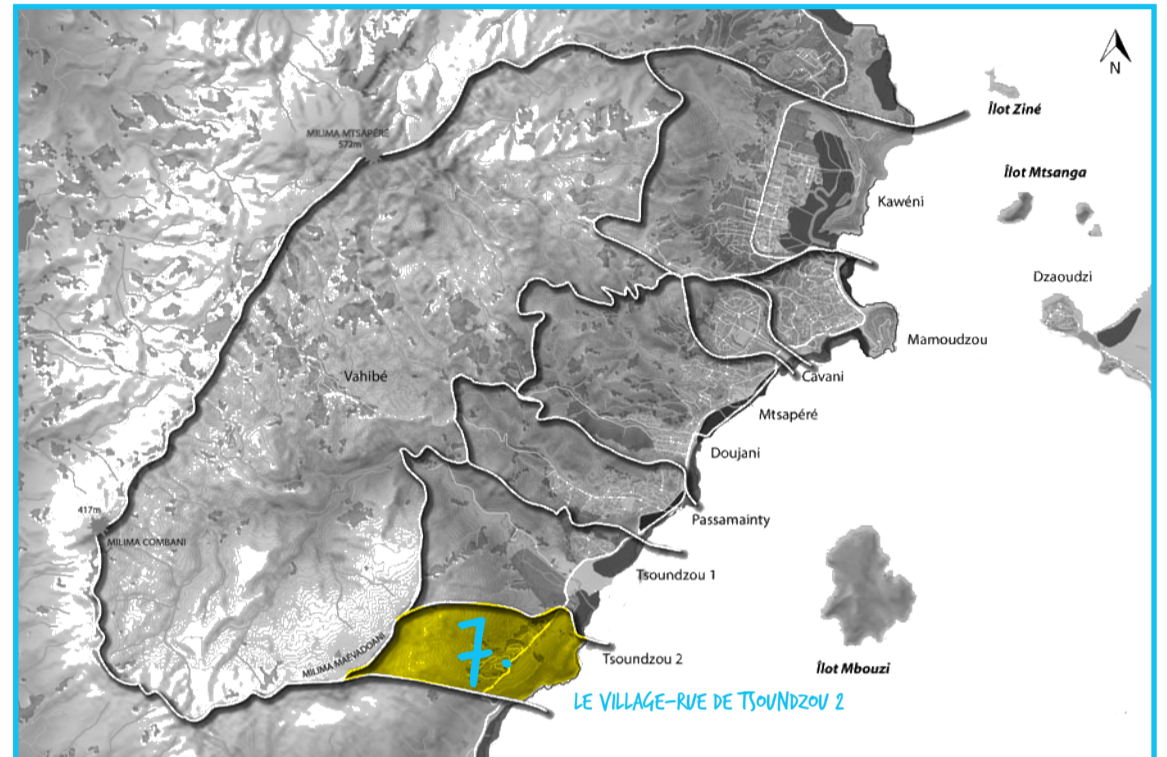 N
Îlot Ziné
MILIMA MTSAPÉRÉ
572m
Îlot Mtsanga
Kawéni
Dzaoudzi
Mamoudzou
Vahibé
Cavani
Mtsapéré
Doujani
417m
Passamainty
MILIMA COMBANI
Tsoundzou 1
MILIMA MAÉVADOANI
7.
Tsoundzou 2
Îlot Mbouzi
LE VILLAGE-RUE DE TSOUNDZOU 2